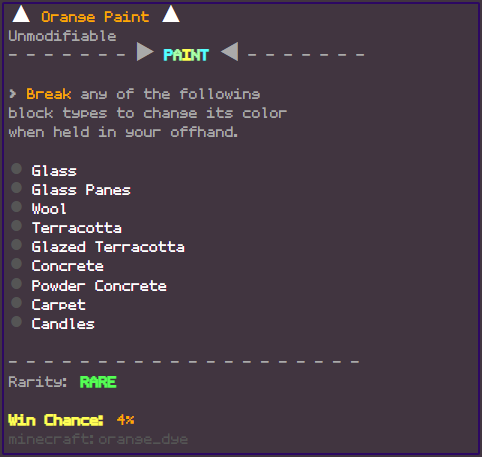 ▲ Orange Paint ▲
Unmodifiable
- - - - - - - ▶ PAINT ◀ - - - - - - -
> Break any of the following
block types to change its color
when held in your offhand.
● Glass
● Glass Panes
● Wool
● Terracotta
● Glazed Terracotta
● Concrete
● Powder Concrete
● Carpet
● Candles
- - - - - - - - - - - - - - - - - - - - -
Rarity: RARE
Win Chance: 4%
minecraft:orange_dye